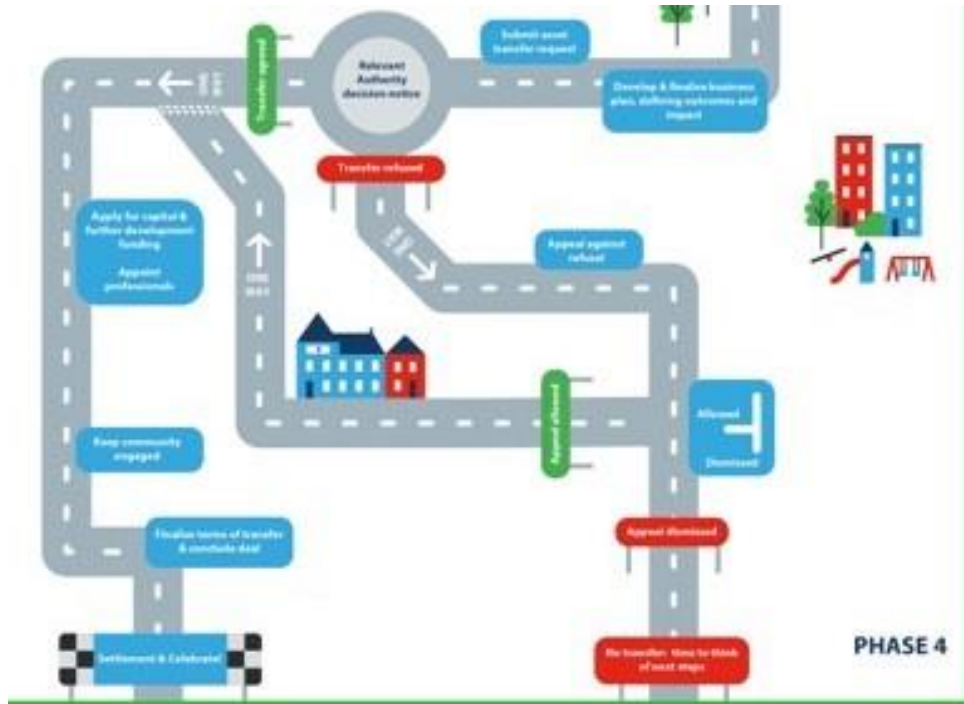 Submit asset
transfer request
Develop & finalise business
plan, defining outcomes and
impact
Relevant
Authority
decision notice
Transfer agreed
ONE
WAY
Transfer refused
ONE
WAY
Appeal against
refusal
Apply for capital &
further development
funding
Appoint
professionals
ONE
WAY
Appeal allowed
Allowed
Dismissed
Keep community
engaged
Appeal dismissed
Finalise terms of transfer
& conclude deal
Settlement & Celebrate!
No transfer: time to think
of next steps
PHASE 4